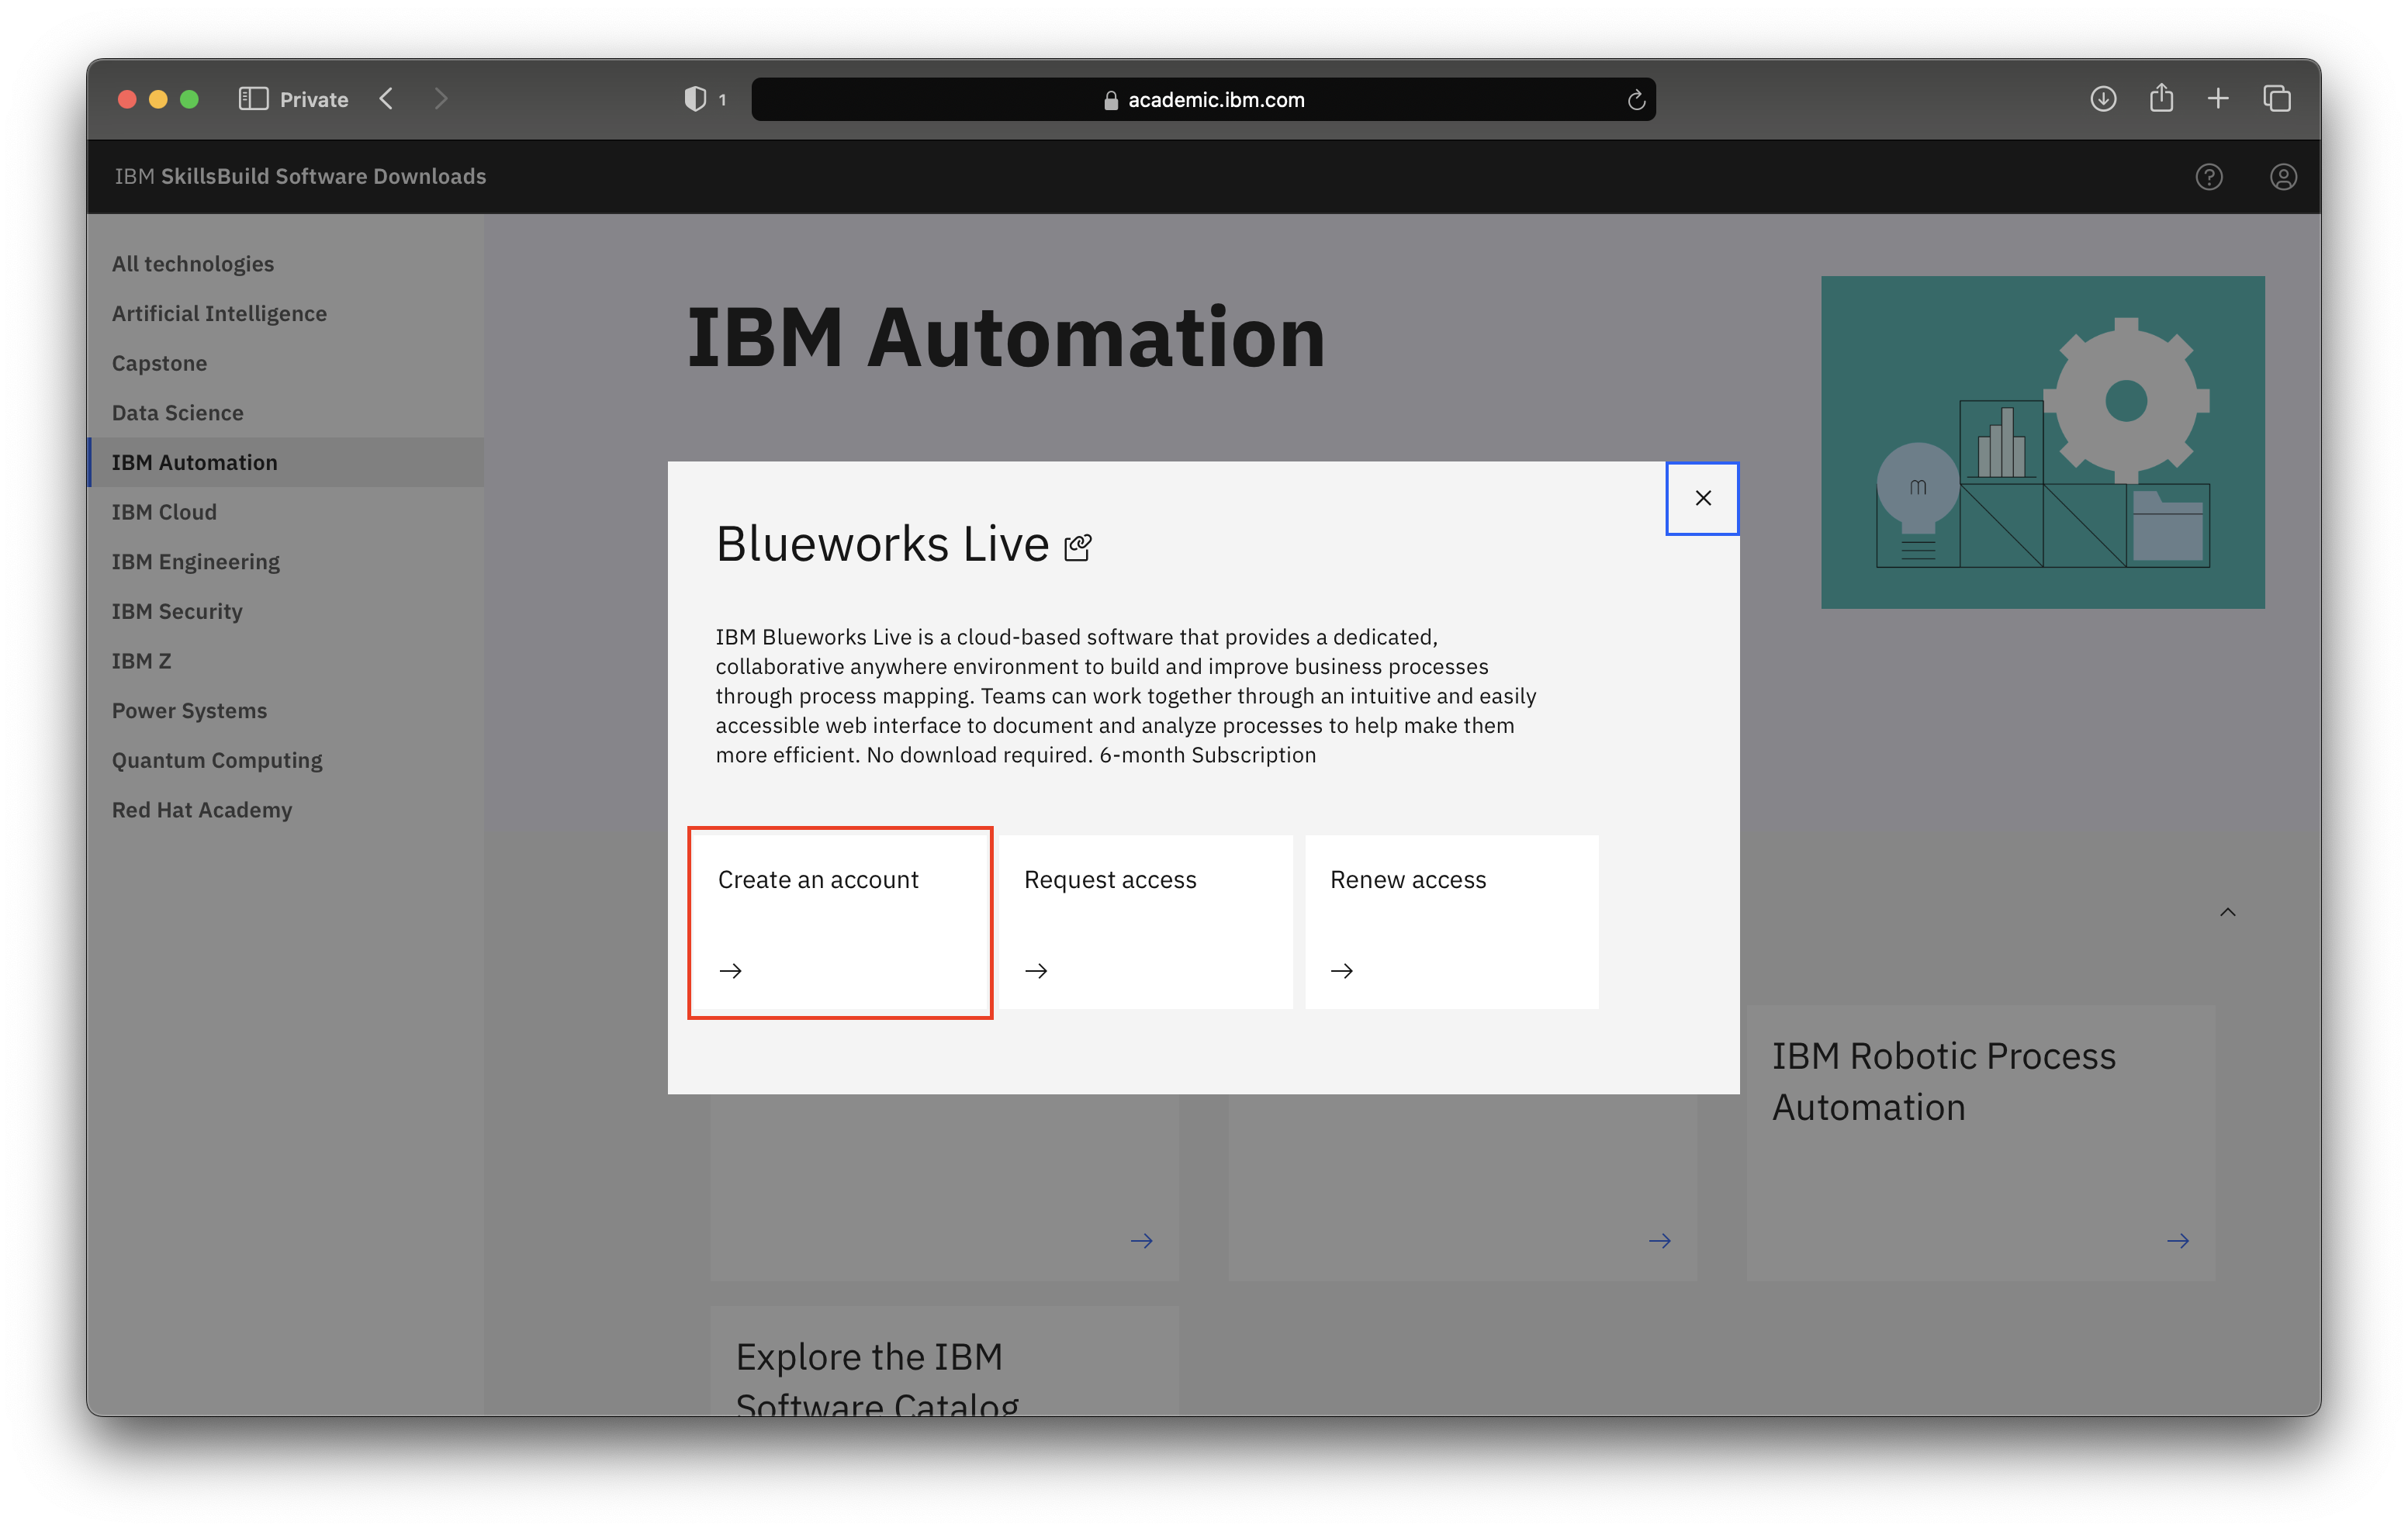 Private
1
academic.ibm.com
IBM SkillsBuild Software Downloads
All technologies
Artificial Intelligence
Capstone
Data Science
IBM Automation
IBM Cloud
IBM Engineering
IBM Security
IBM Z
Power Systems
Quantum Computing
Red Hat Academy
IBM Automation
Blueworks Live
IBM Blueworks Live is a cloud-based software that provides a dedicated,
collaborative anywhere environment to build and improve business processes
through process mapping. Teams can work together through an intuitive and easily
accessible web interface to document and analyze processes to help make them
more efficient. No download required. 6-month Subscription
Create an account
Request access
Renew access
IBM Robotic Process
Automation
Explore the IBM
Software Catalog